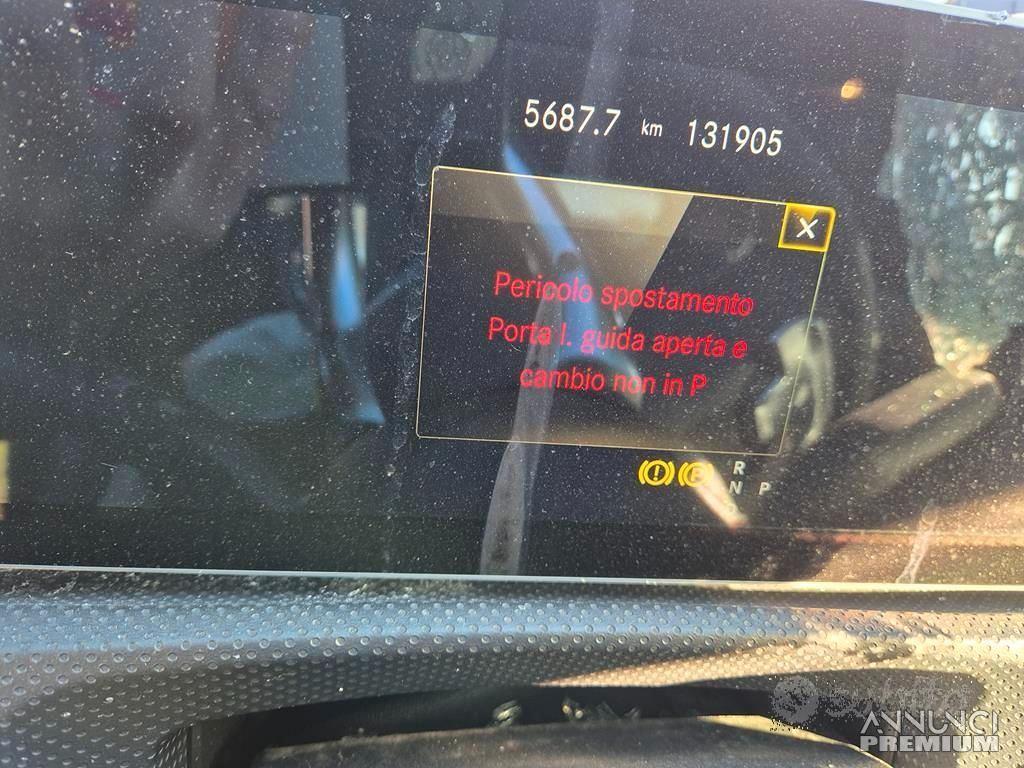 5687.7 km 131905
X
Pericolo spostamento
Porta l. guida aperta e
cambio non in P
R
N P
ANNUNCI
PREMIUM